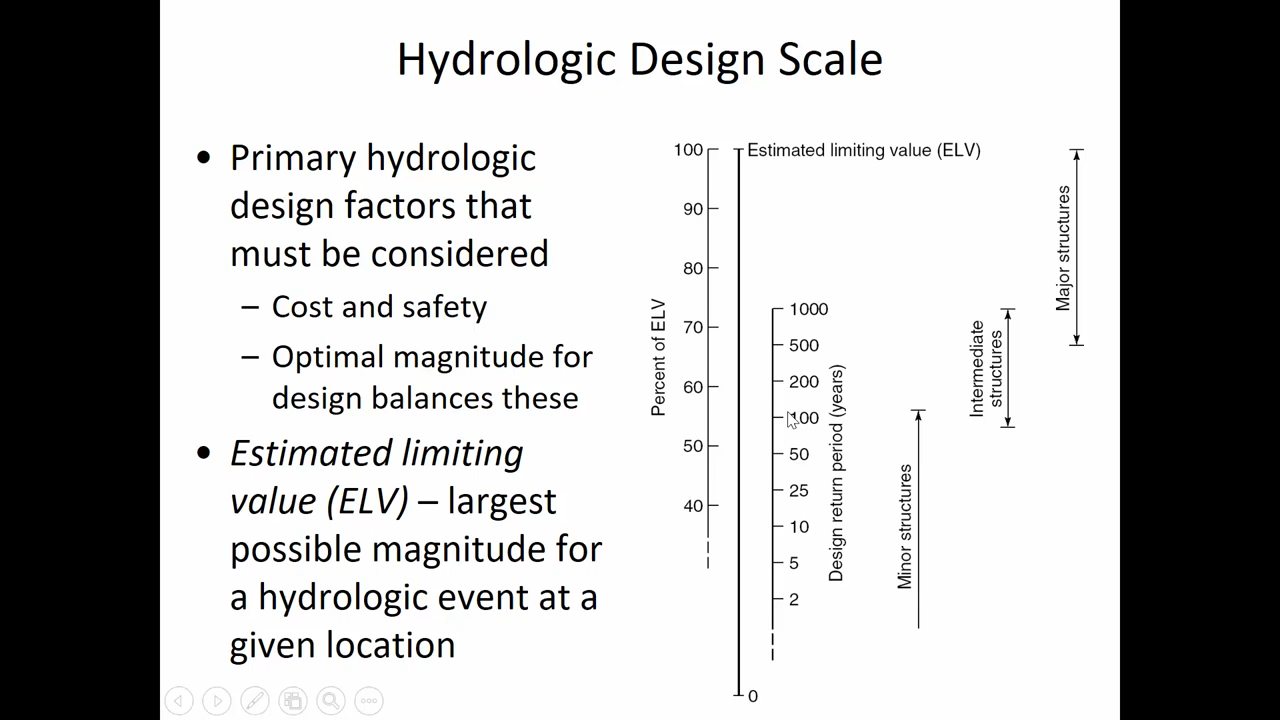 Hydrologic Design Scale
• Primary hydrologic
design factors that
must be considered
– Cost and safety
– Optimal magnitude for
design balances these
• Estimated limiting
value (ELV) – largest
possible magnitude for
a hydrologic event at a
given location
Percent of ELV
100
90
80
70
60
50
40
Estimated limiting value (ELV)
0
1000
500
200
100
50
25
10
5
2
Design return period (years)
Minor structures
Intermediate
structures
Major structures